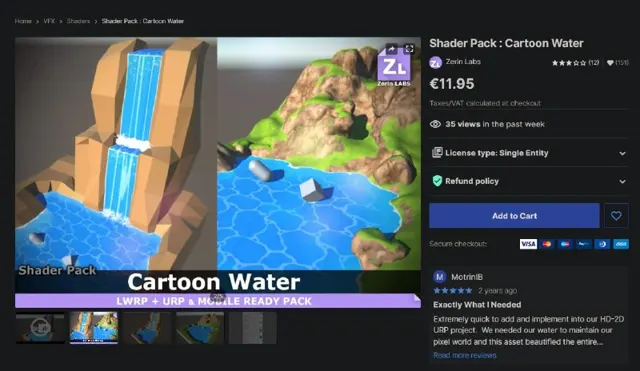 Home > VFX > Shaders > Shader Pack : Cartoon Water
ZL
Zerin LABS
Shader Pack
Cartoon Water
LWRP + URP & MOBILE READY PACK
Shader Pack : Cartoon Water
ZL Zerin Labs
(12) | (151)
€11.95
Taxes/VAT calculated at checkout
35 views in the past week
License type: Single Entity
Refund policy
Add to Cart
Secure checkout:
VISA
M MotrinIB
2 years ago
Exactly What I Needed
Extremely quick to add and implement into our HD-2D
URP project. We needed our water to maintain our
pixel world and this asset beautified the entire...
Read more reviews